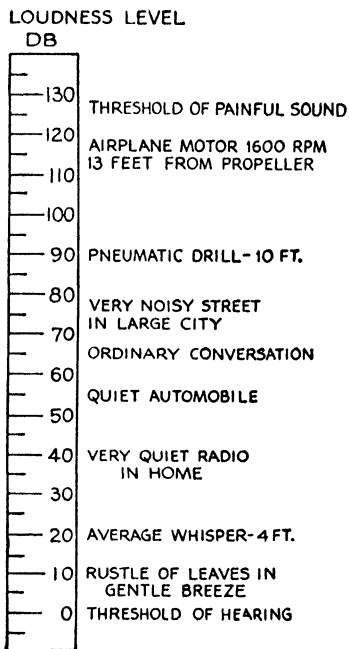 LOUDNESS LEVEL
DB
130
THRESHOLD OF PAINFUL SOUND
120
AIRPLANE MOTOR 1600 RPM
13 FEET FROM PROPELLER
110
100
90 PNEUMATIC DRILL-10 FT.
80
VERY NOISY STREET
IN LARGE CITY
70
ORDINARY CONVERSATION
60
QUIET AUTOMOBILE
50
40 VERY QUIET RADIO
IN HOME
30
20 AVERAGE WHISPER-4 FT.
10 RUSTLE OF LEAVES IN
GENTLE BREEZE
0 THRESHOLD OF HEARING